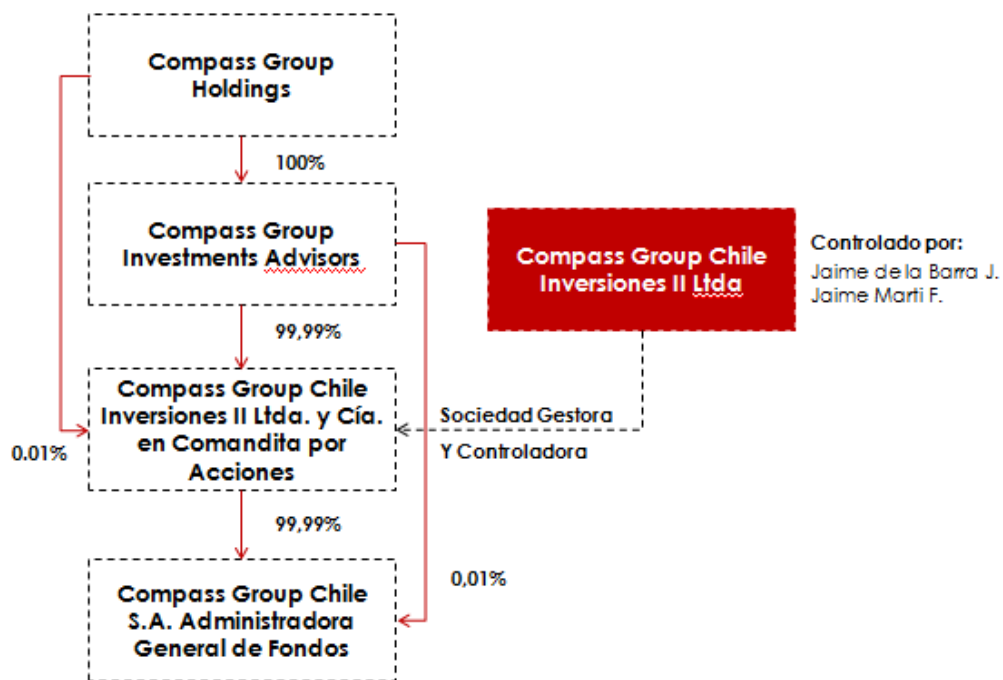 Compass Group
Holdings
100%
Compass Group
Investments Advisors
Compass Group Chile
Inversiones II Ltda
Controlado por:
Jaime de la Barra J.
Jaime Marti F.
99,99%
Compass Group Chile
Inversiones II Ltda. y Cía.
en Comandita por
Acciones
Sociedad Gestora
Y Controladora
0.01%
99,99%
0,01%
Compass Group Chile
S.A. Administradora
General de Fondos